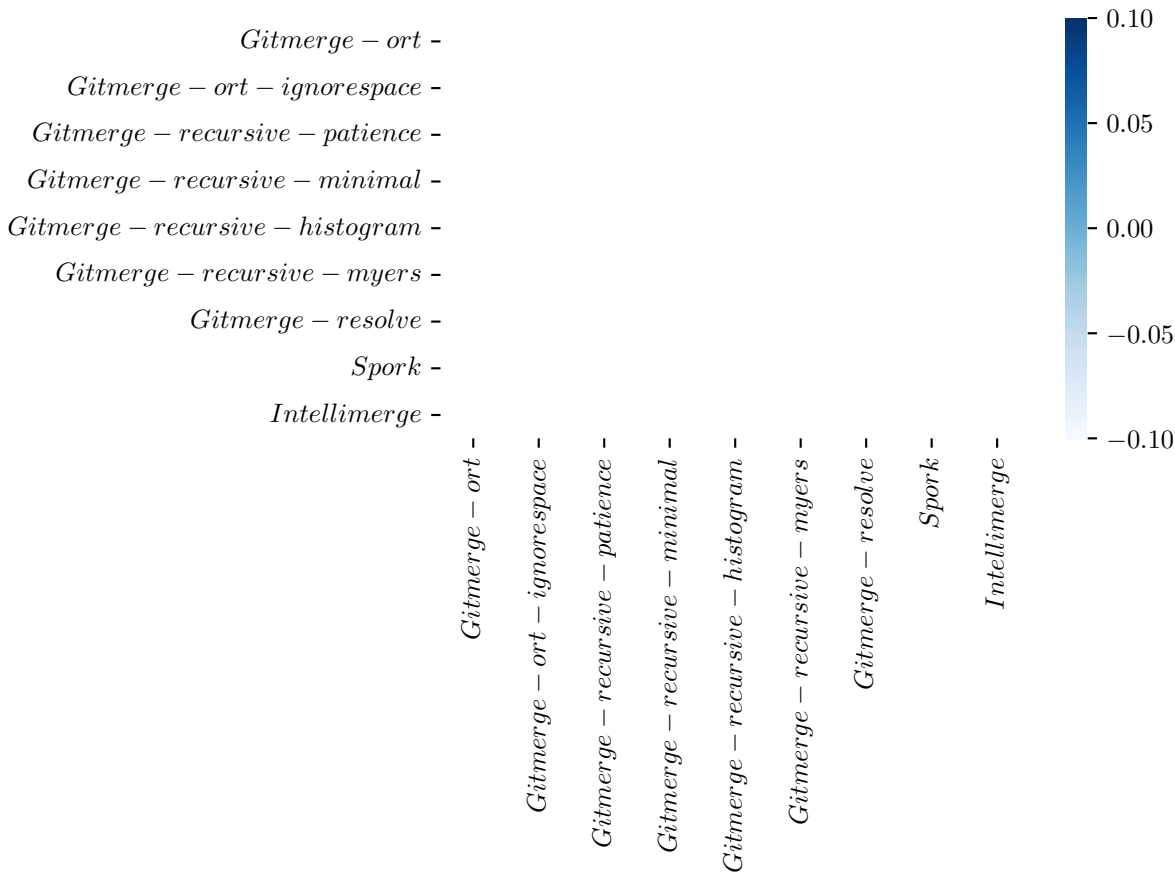 Gitmerge − ort
Gitmerge − ort − ignorespace
Gitmerge − recursive − patience
Gitmerge − recursive − minimal
Gitmerge − recursive − histogram
Gitmerge − recursive − myers
Gitmerge − resolve
Spork
Intellimerge
Gitmerge − ort
Gitmerge − ort − ignorespace
Gitmerge − recursive − patience
Gitmerge − recursive − minimal
Gitmerge − recursive − histogram
Gitmerge − recursive − myers
Gitmerge − resolve
Spork
Intellimerge
0.10
0.05
0.00
−0.05
−0.10